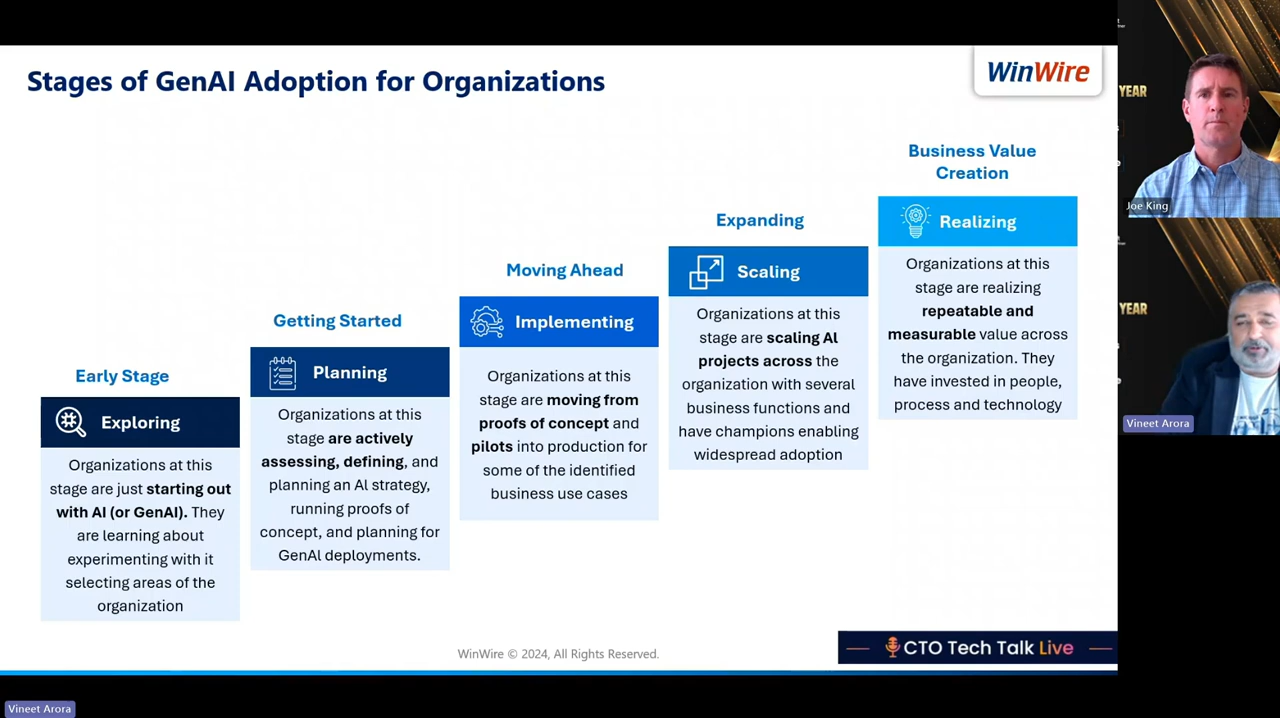 Stages of GenAI Adoption for Organizations
WinWire
Early Stage
Exploring
Organizations at this
stage are just starting out
with AI (or GenAI). They
are learning about
experimenting with it
selecting areas of the
organization
Getting Started
Planning
Organizations at this
stage are actively
assessing, defining, and
planning an AI strategy,
running proofs of
concept, and planning for
GenAI deployments.
Moving Ahead
Implementing
Organizations at this
stage are moving from
proofs of concept and
pilots into production for
some of the identified
business use cases
Expanding
Scaling
Organizations at this
stage are scaling AI
projects across the
organization with several
business functions and
have champions enabling
widespread adoption
Business Value
Creation
Realizing
Organizations at this
stage are realizing
repeatable and
measurable value across
the organization. They
have invested in people,
process and technology
WinWire © 2024, All Rights Reserved.
CTO Tech Talk Live
YEAR
Joe King
YEAR
Vineet Arora
Vineet Arora